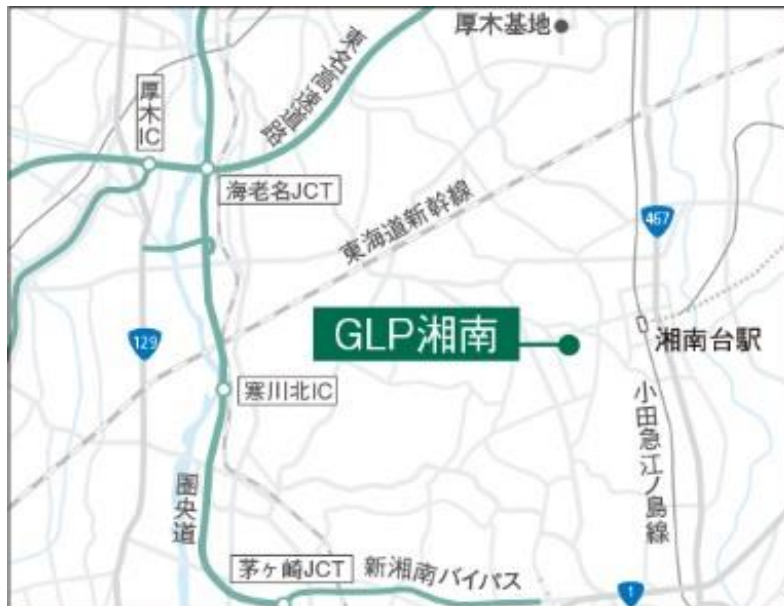 厚木基地
東名高速道路
厚木IC
海老名JCT
東海道新幹線
467
129
GLP湘南
湘南台駅
寒川北IC
小田急江ノ島線
圏央道
茅ヶ崎JCT
新湘南バイパス
1